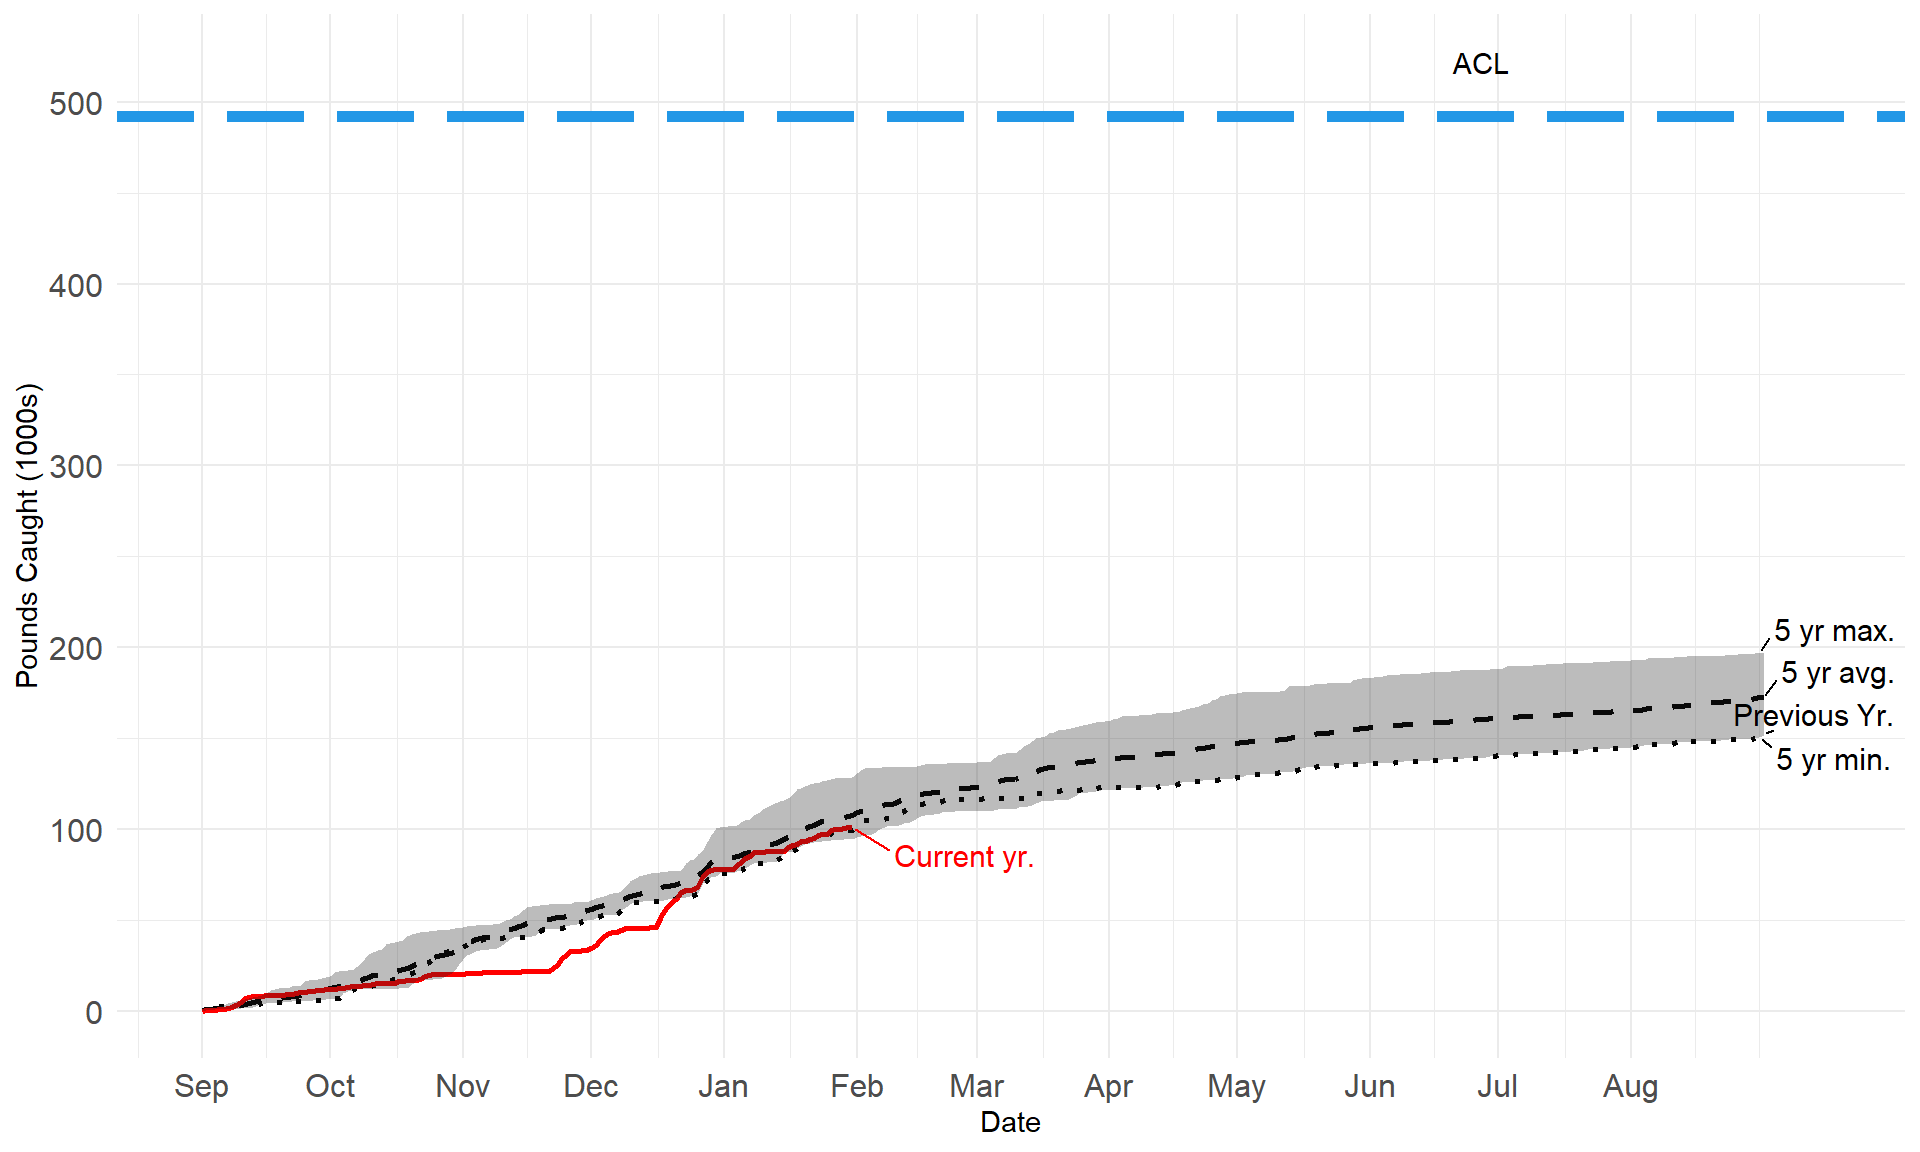 ACL
500
400
300
200
100
0
Pounds Caught (1000s)
5 yr max.
5 yr avg.
Previous Yr.
5 yr min.
Current yr.
Sep Oct Nov Dec Jan Feb Mar Apr May Jun Jul Aug
Date